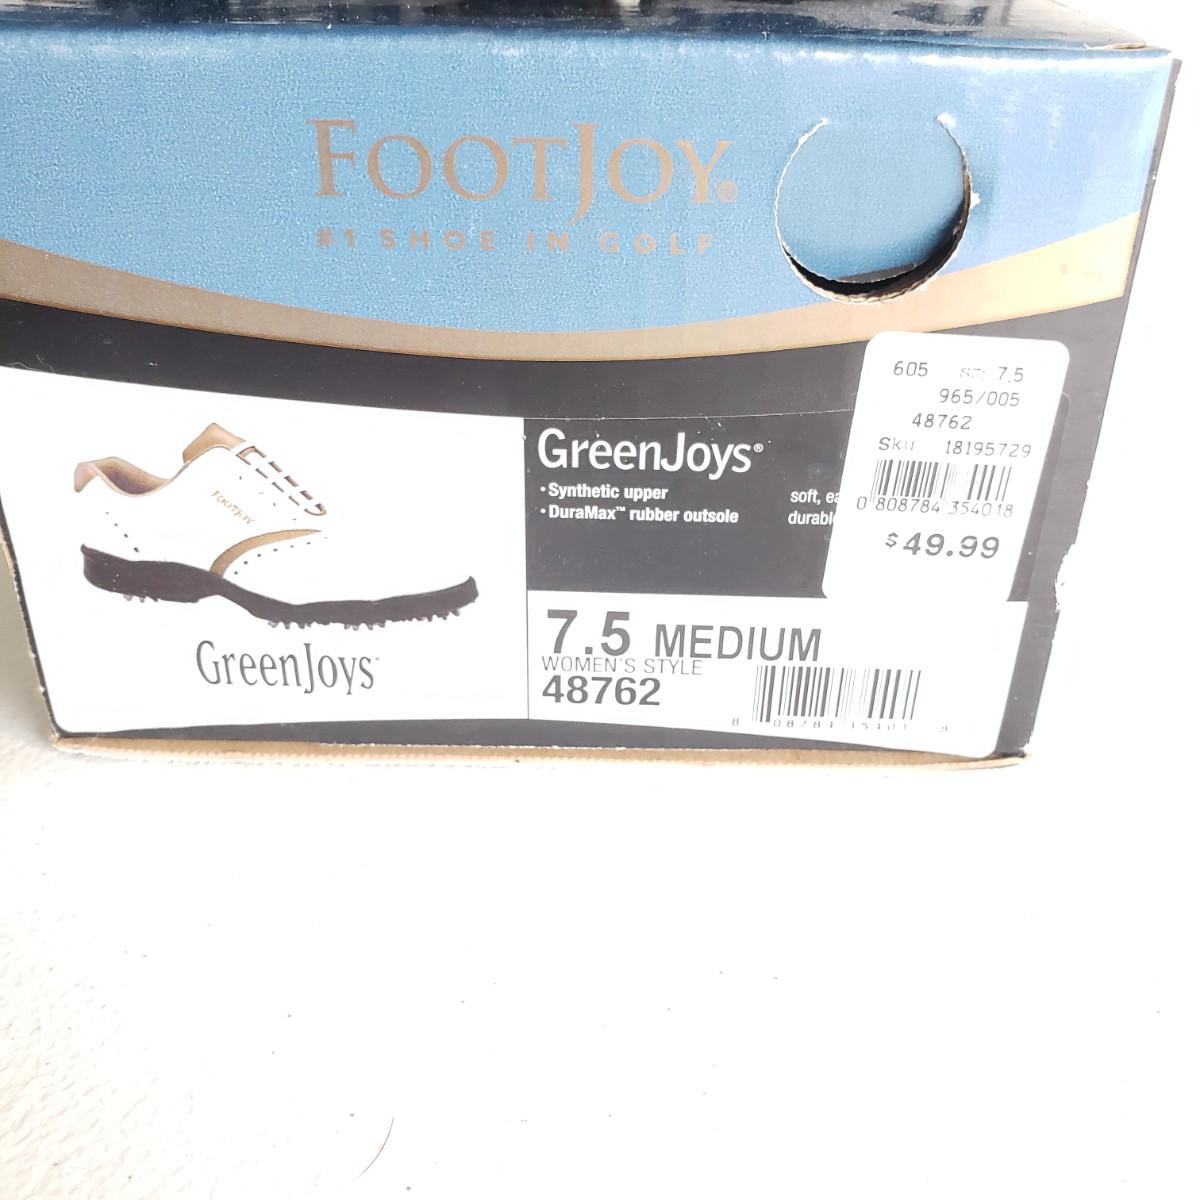 FOOTJOY®
#1 SHOE IN GOLF
605 SZ: 7.5
965/005
48762
Sku 18195729
0 808784 354018
$49.99
GreenJoys®
• Synthetic upper
• DuraMax™ rubber outsole
soft,
FOOTJOY
GreenJoys
7.5 MEDIUM
WOMEN'S STYLE
48762